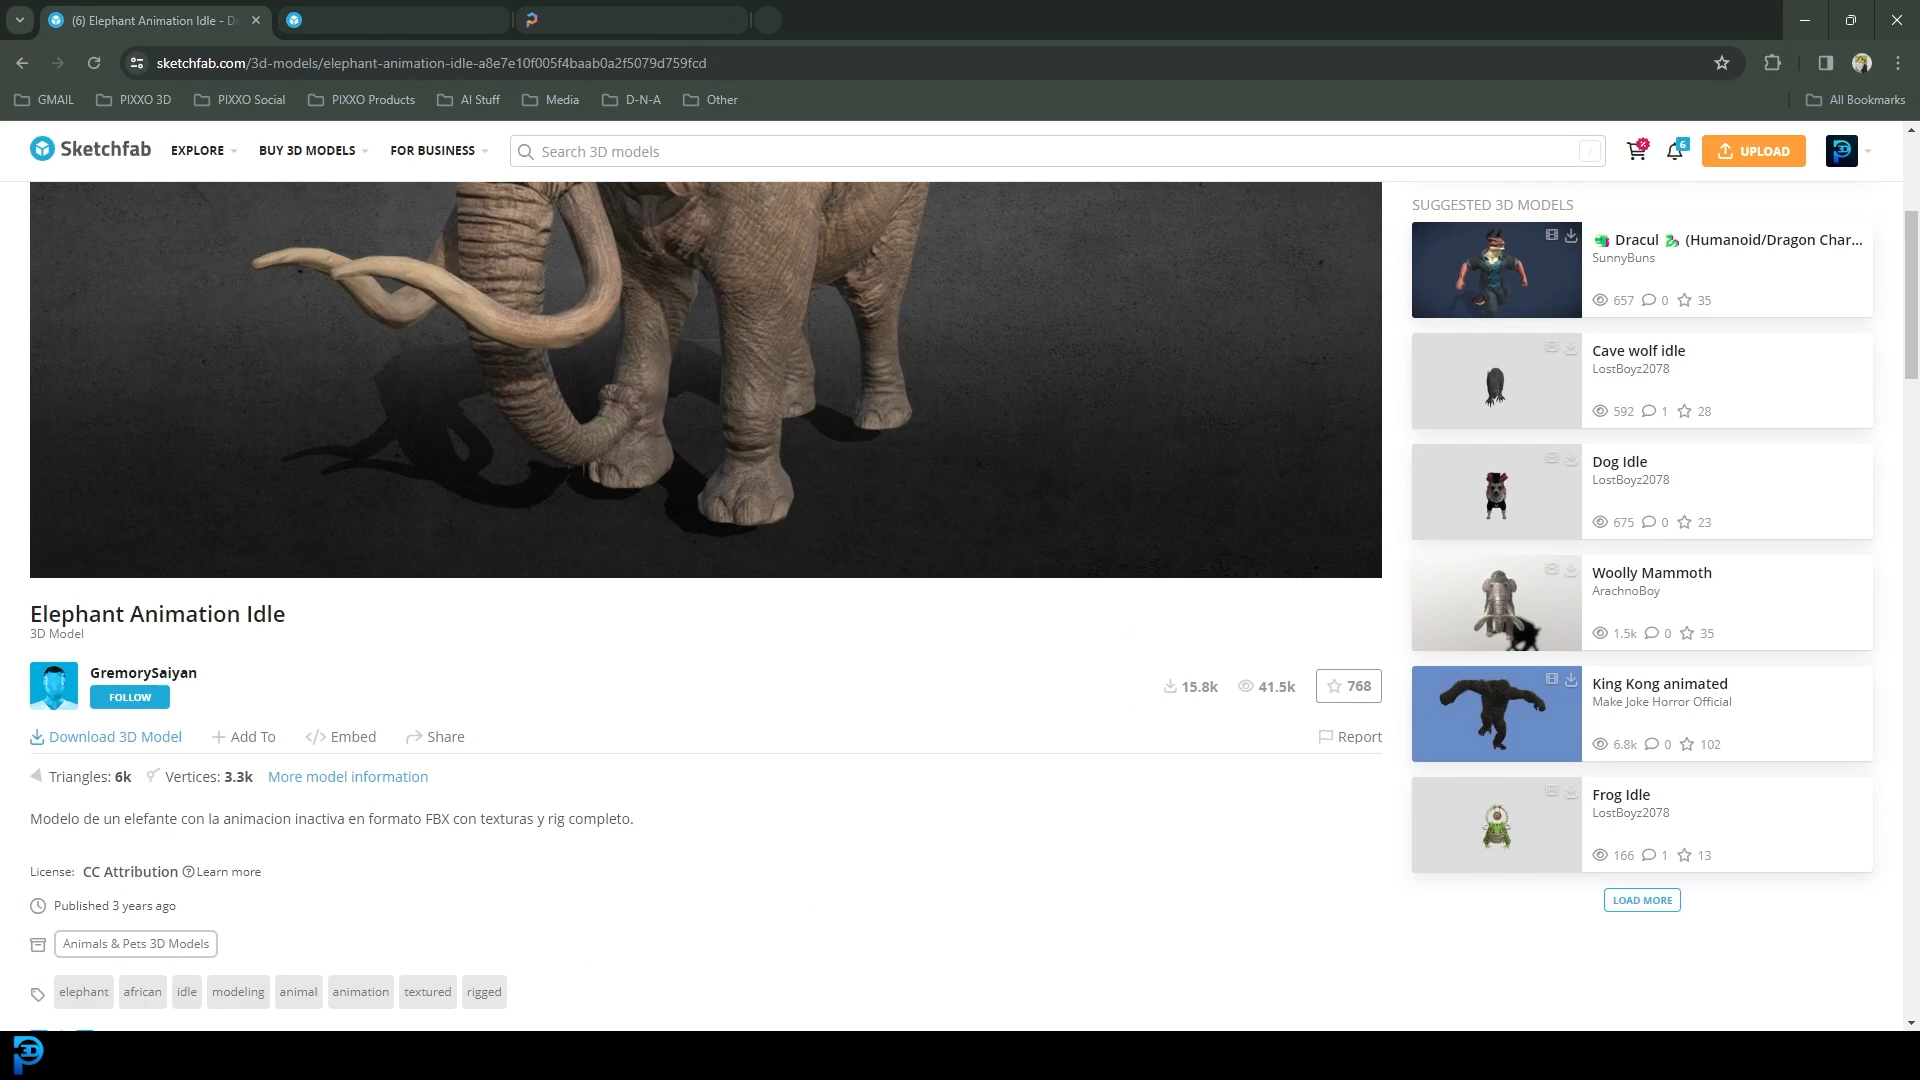 (6) Elephant Animation Idle - D
sketchfab.com/3d-models/elephant-animation-idle-a8e7e10f005f4baab0a2f5079d759fcd
GMAIL PIXXO 3D PIXXO Social PIXXO Products AI Stuff Media D-N-A Other All Bookmarks
Sketchfab EXPLORE BUY 3D MODELS FOR BUSINESS Search 3D models / 6 UPLOAD
SUGGESTED 3D MODELS
Dracul (Humanoid/Dragon Char...
SunnyBuns
657 0 35
Cave wolf idle
LostBoyz2078
592 1 28
Dog Idle
LostBoyz2078
675 0 23
Woolly Mammoth
ArachnoBoy
1.5k 0 35
King Kong animated
Make Joke Horror Official
6.8k 0 102
Frog Idle
LostBoyz2078
166 1 13
LOAD MORE
Elephant Animation Idle
3D Model
GremorySaiyan
FOLLOW
15.8k 41.5k 768
Download 3D Model Add To Embed Share Report
Triangles: 6k Vertices: 3.3k More model information
Modelo de un elefante con la animacion inactiva en formato FBX con texturas y rig completo.
License: CC Attribution Learn more
Published 3 years ago
Animals & Pets 3D Models
elephant african idle modeling animal animation textured rigged